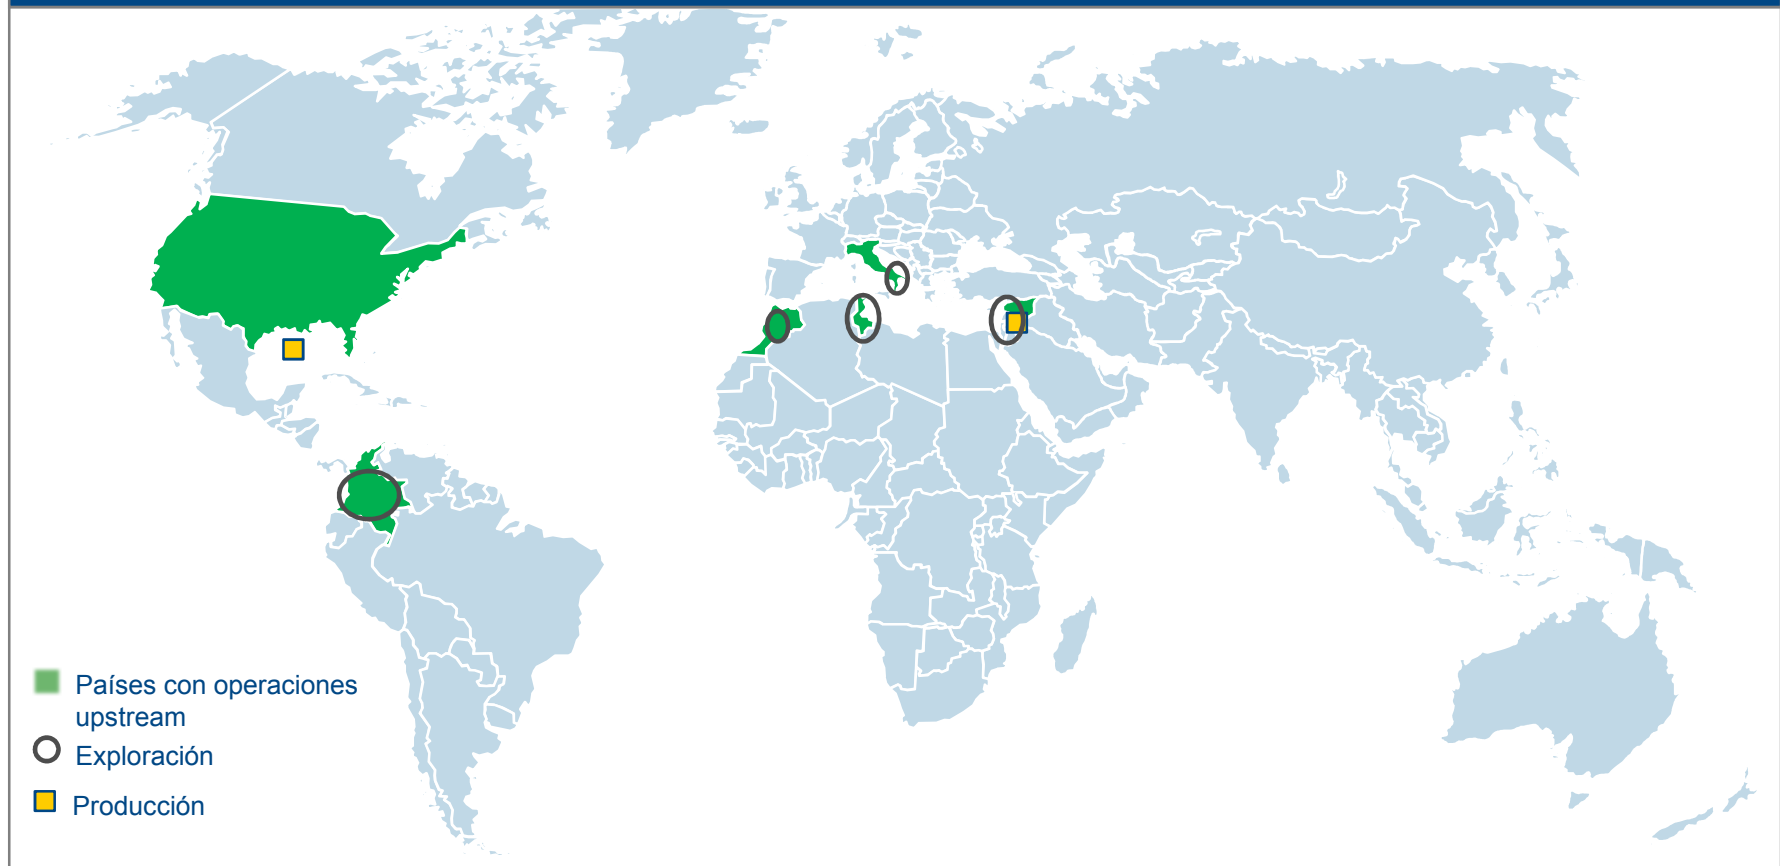 Países con operaciones
upstream
Exploración
Producción